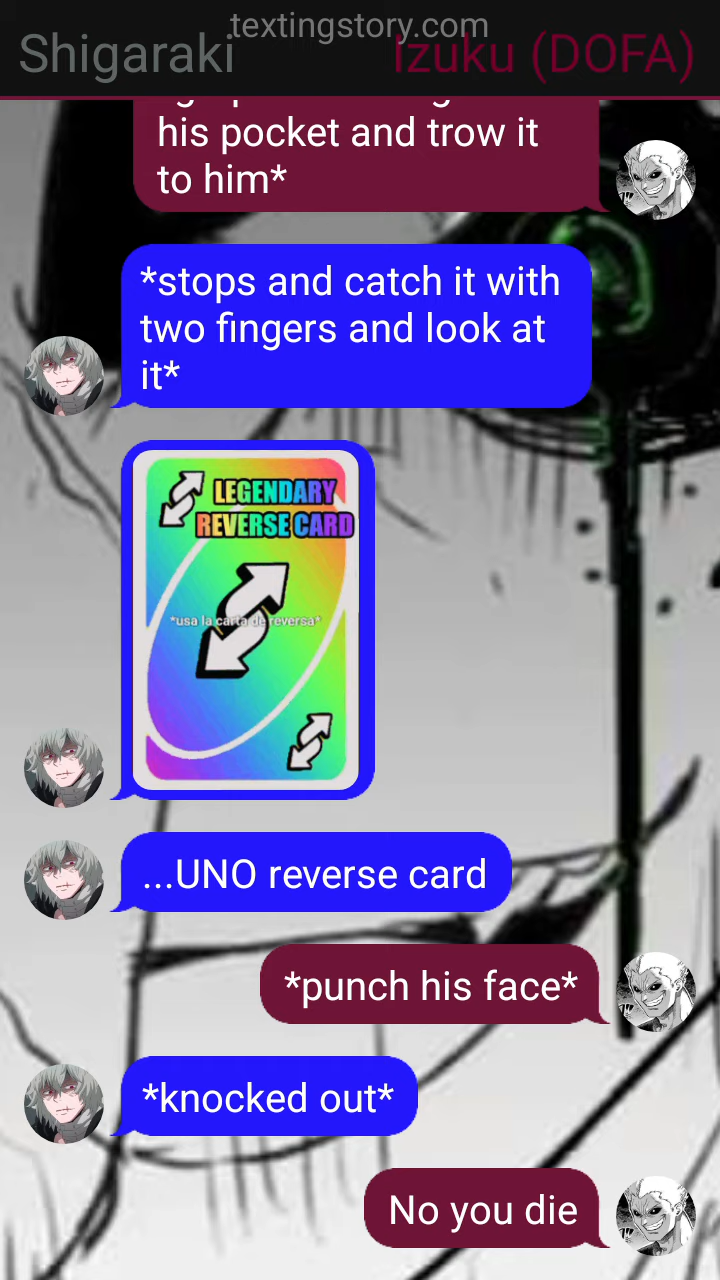 textingstory.com
Shigaraki
Izuku (DOFA)
his pocket and trow it
to him*
*stops and catch it with
two fingers and look at
it*
LEGENDARY
REVERSE CARD
*usa la carta de reversa*
...UNO reverse card
*punch his face*
*knocked out*
No you die